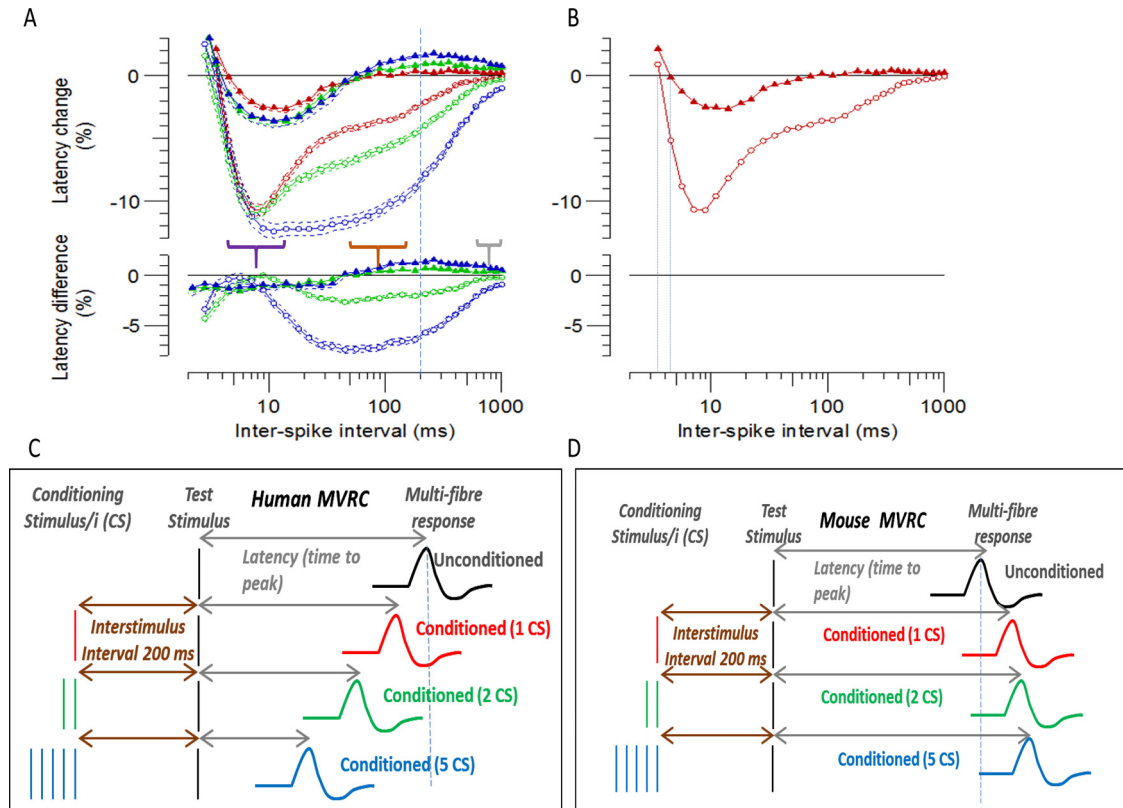 A
B
0
-10
Latency change
(%)
0
-5
Latency difference
(%)
10
100
1000
Inter-spike interval (ms)
0
-10
Latency change
(%)
0
-5
Latency difference
(%)
10
100
1000
Inter-spike interval (ms)
C
Conditioning
Stimulus/i (CS)
Test
Stimulus
Human MVRC
Multi-fibre
response
Latency (time to
peak)
Unconditioned
Interstimulus
Interval 200 ms
Conditioned (1 CS)
Conditioned (2 CS)
Conditioned (5 CS)
D
Conditioning
Stimulus/i (CS)
Test
Stimulus
Mouse MVRC
Multi-fibre
response
Latency (time to
peak)
Unconditioned
Interstimulus
Interval 200 ms
Conditioned (1 CS)
Conditioned (2 CS)
Conditioned (5 CS)